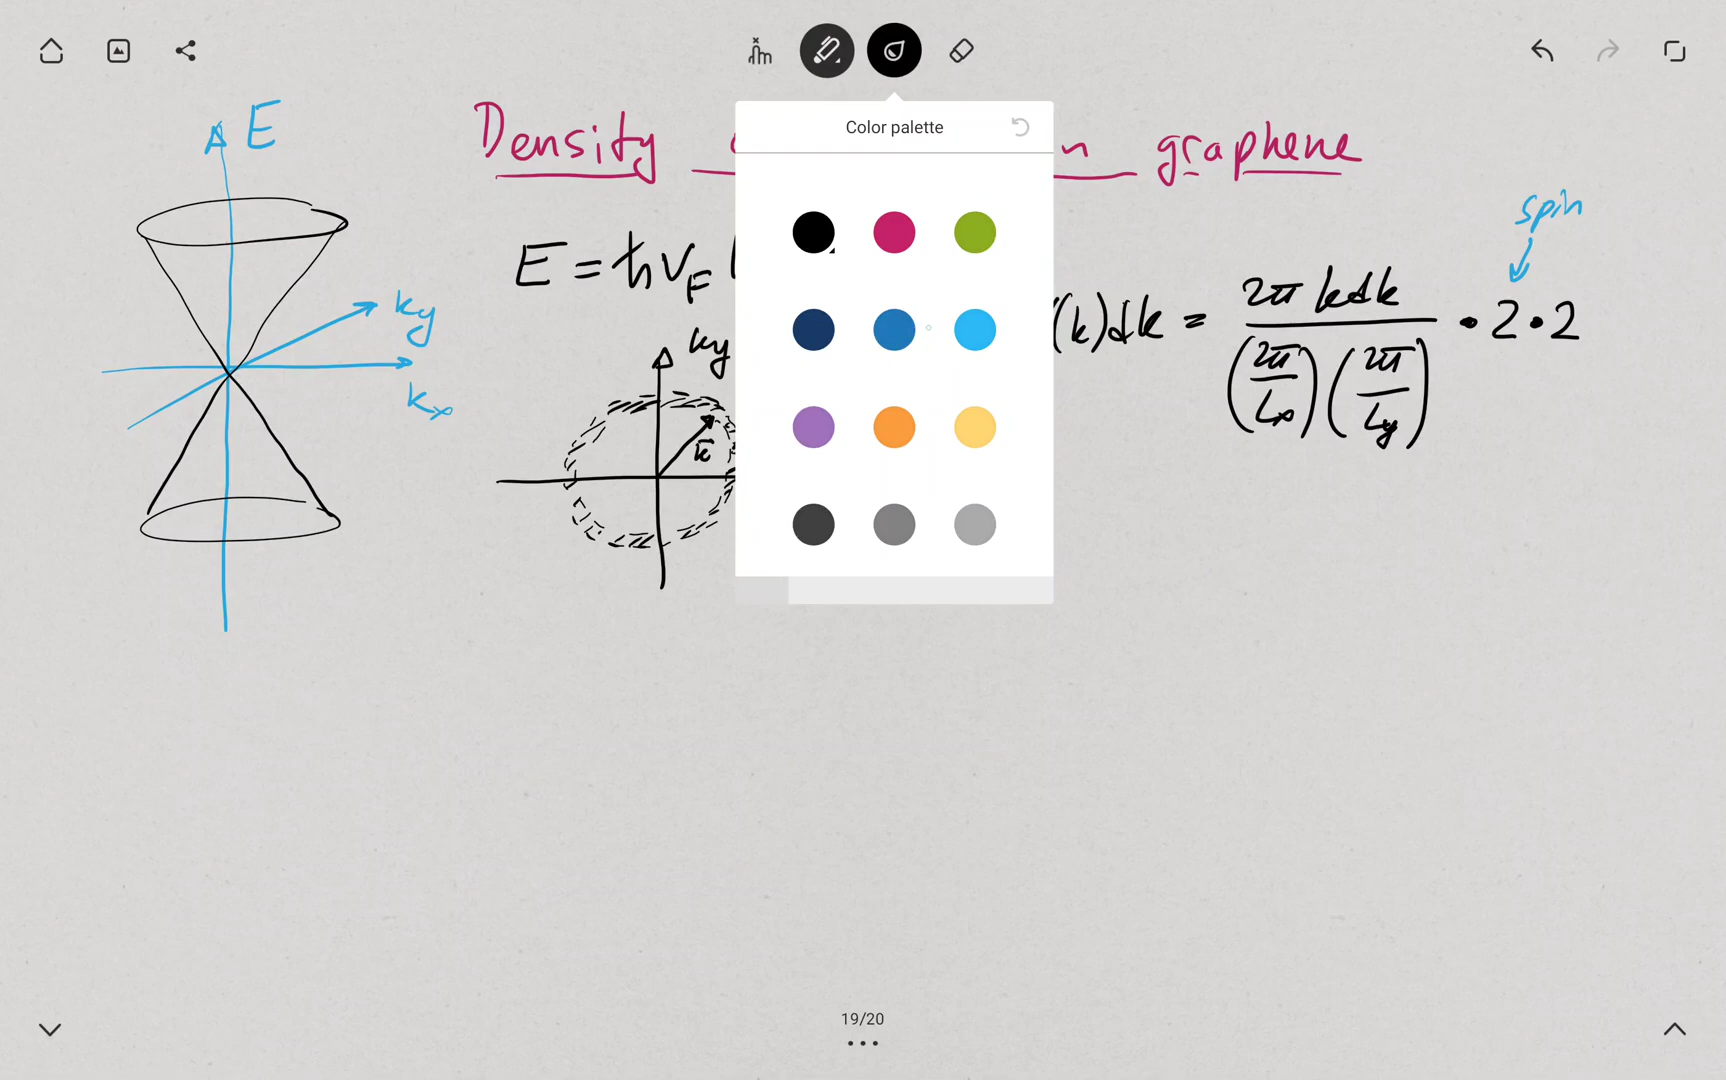 Color palette
E
Density
n graphene
spin
E = ħv_F
(k)dk = 2π k dk / (2π/Lx)(2π/Ly) • 2 • 2
ky
kx
ky
k̄
19/20